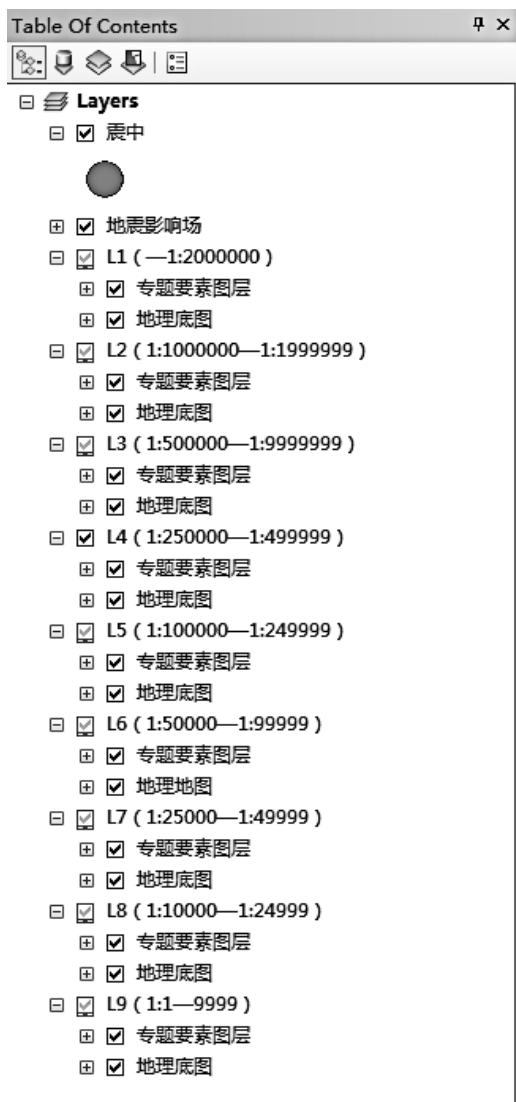 Table Of Contents
Layers
震中
地震影响场
L1 ( —1:2000000 )
专题要素图层
地理底图
L2 ( 1:1000000—1:1999999 )
专题要素图层
地理底图
L3 ( 1:500000—1:9999999 )
专题要素图层
地理底图
L4 ( 1:250000—1:499999 )
专题要素图层
地理底图
L5 ( 1:100000—1:249999 )
专题要素图层
地理底图
L6 ( 1:50000—1:99999 )
专题要素图层
地理地图
L7 ( 1:25000—1:49999 )
专题要素图层
地理底图
L8 ( 1:10000—1:24999 )
专题要素图层
地理底图
L9 ( 1:1—9999 )
专题要素图层
地理底图